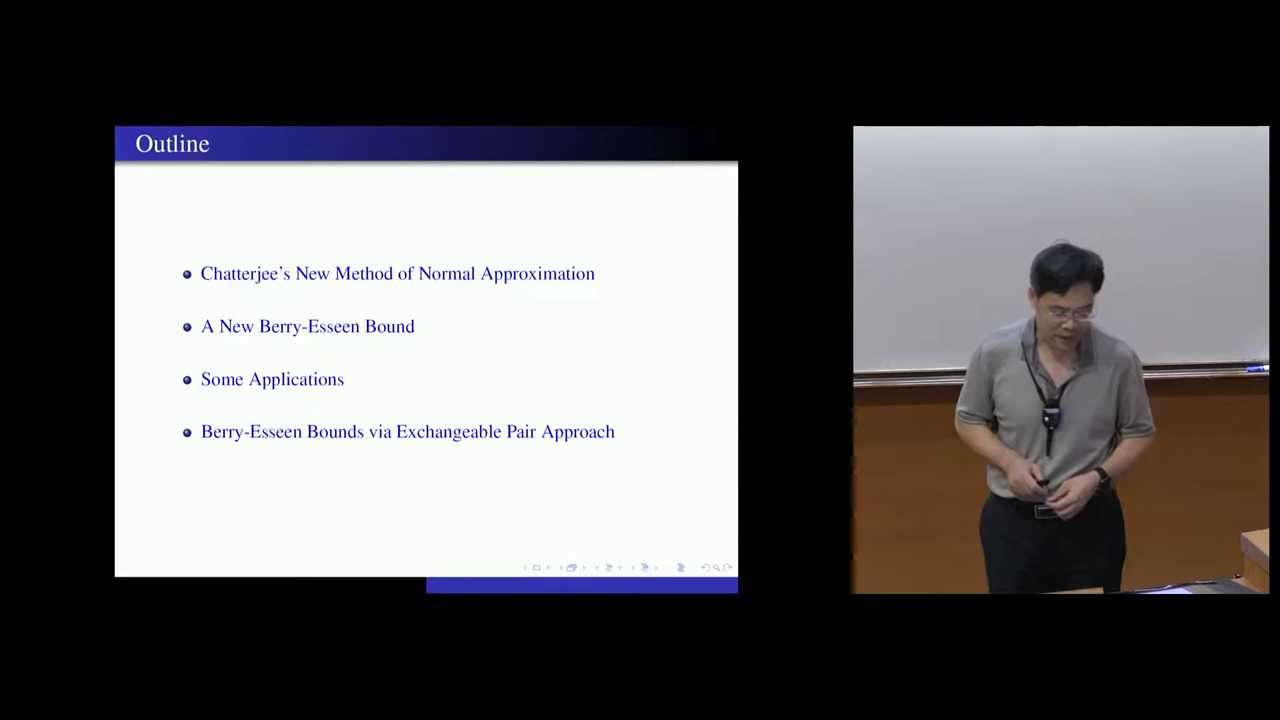 Outline
Chatterjee's New Method of Normal Approximation
A New Berry-Esseen Bound
Some Applications
Berry-Esseen Bounds via Exchangeable Pair Approach